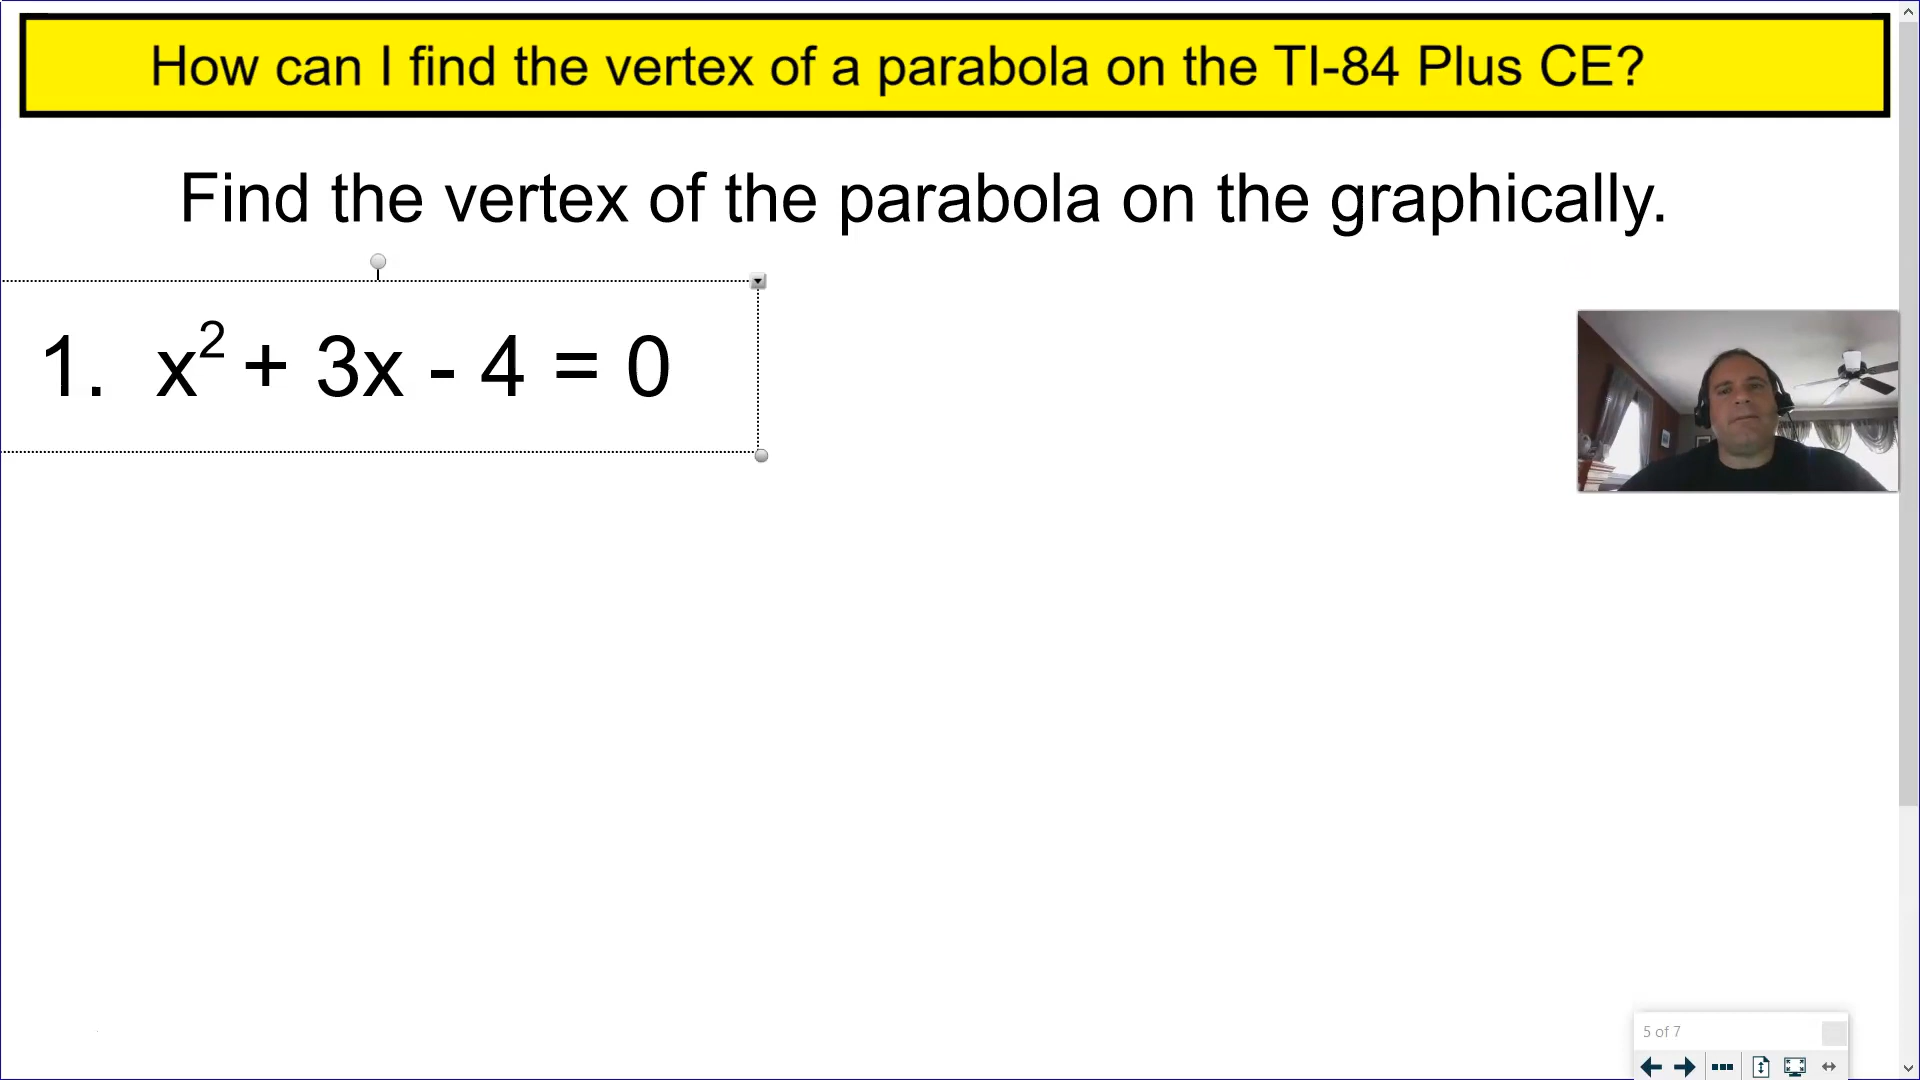 How can I find the vertex of a parabola on the TI-84 Plus CE?
Find the vertex of the parabola on the graphically.
1. x² + 3x - 4 = 0
5 of 7